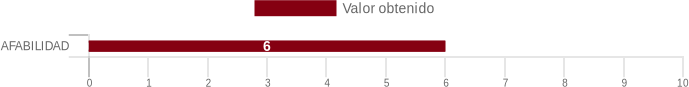 Valor obtenido
AFABILIDAD 6
0 1 2 3 4 5 6 7 8 9 10